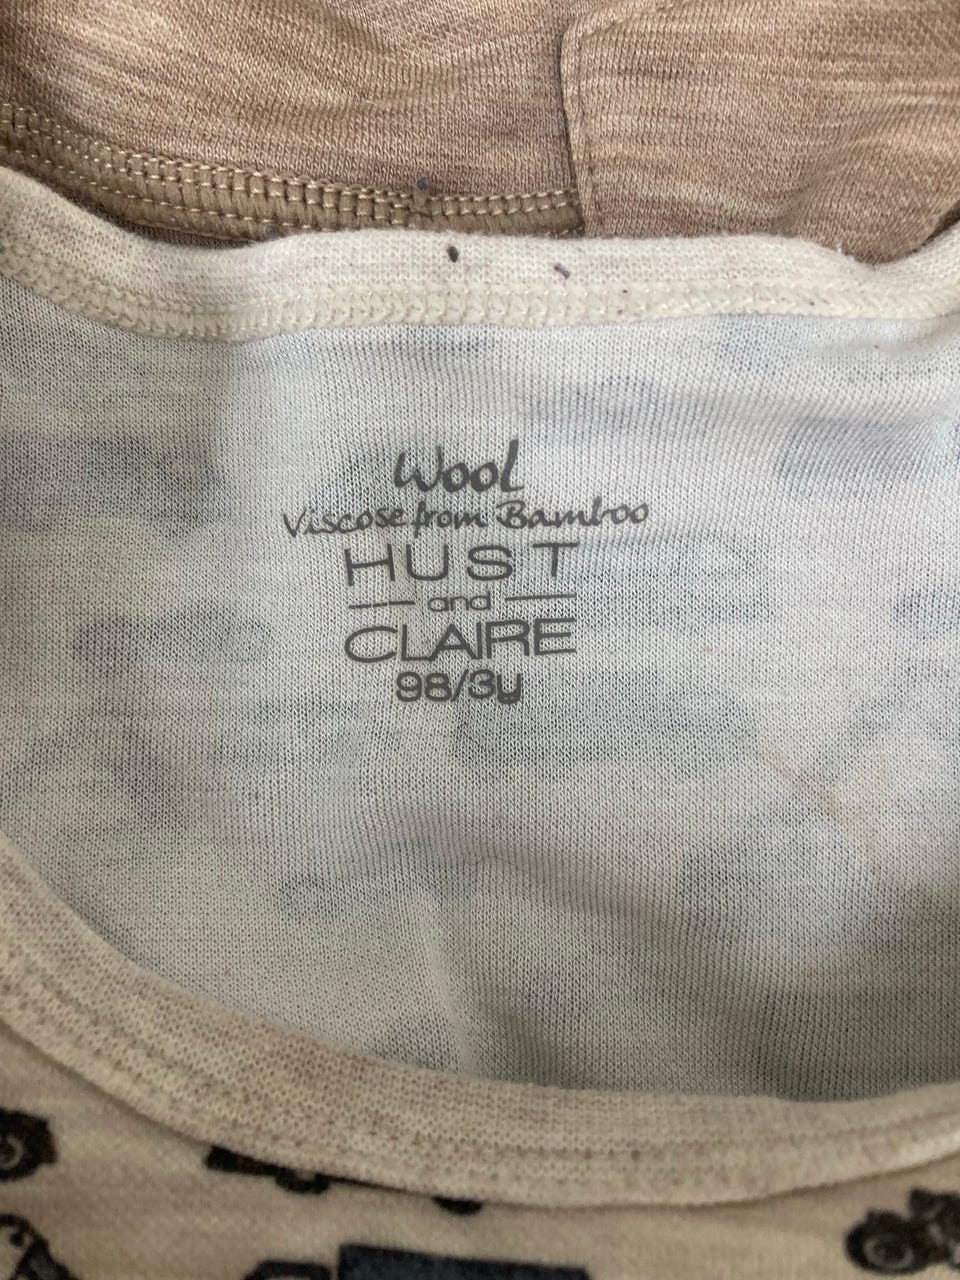 Wool
Viscose from Bamboo
HUST
and
CLAIRE
98/3y